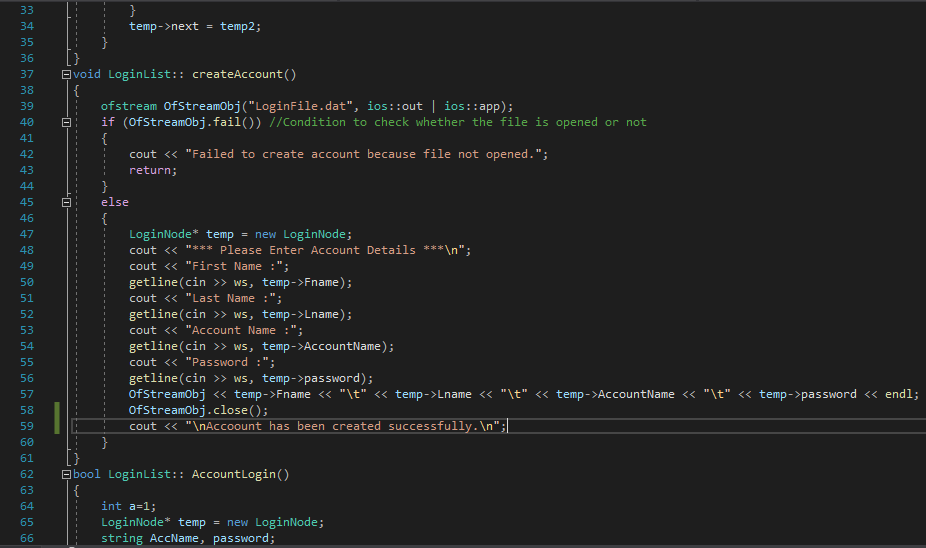 33 }
34 temp->next = temp2;
35 }
36 }
37 void LoginList:: createAccount()
38 {
39 ofstream OfStreamObj("LoginFile.dat", ios::out | ios::app);
40 if (OfStreamObj.fail()) //Condition to check whether the file is opened or not
41 {
42 cout << "Failed to create account because file not opened.";
43 return;
44 }
45 else
46 {
47 LoginNode* temp = new LoginNode;
48 cout << "*** Please Enter Account Details ***\n";
49 cout << "First Name :";
50 getline(cin >> ws, temp->Fname);
51 cout << "Last Name :";
52 getline(cin >> ws, temp->Lname);
53 cout << "Account Name :";
54 getline(cin >> ws, temp->AccountName);
55 cout << "Password :";
56 getline(cin >> ws, temp->password);
57 OfStreamObj << temp->Fname << "\t" << temp->Lname << "\t" << temp->AccountName << "\t" << temp->password << endl;
58 OfStreamObj.close();
59 cout << "\nAccoount has been created successfully.\n";
60 }
61 }
62 bool LoginList:: AccountLogin()
63 {
64 int a=1;
65 LoginNode* temp = new LoginNode;
66 string AccName, password;